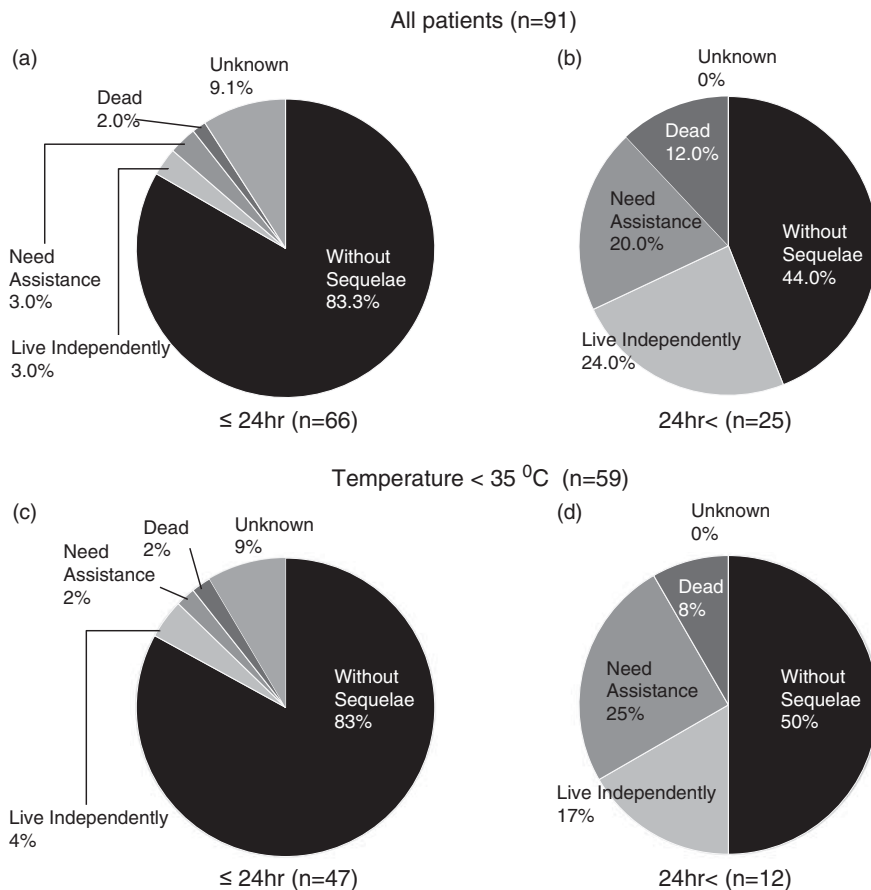 All patients (n=91)
(a)
Unknown
9.1%
Dead
2.0%
Need
Assistance
3.0%
Live Independently
3.0%
Without
Sequelae
83.3%
≤ 24hr (n=66)
(b)
Unknown
0%
Dead
12.0%
Need
Assistance
20.0%
Without
Sequelae
44.0%
Live Independently
24.0%
24hr< (n=25)
Temperature < 35 ⁰C (n=59)
(c)
Dead
2%
Unknown
9%
Need
Assistance
2%
Without
Sequelae
83%
Live Independently
4%
≤ 24hr (n=47)
(d)
Unknown
0%
Dead
8%
Need
Assistance
25%
Without
Sequelae
50%
Live Independently
17%
24hr< (n=12)